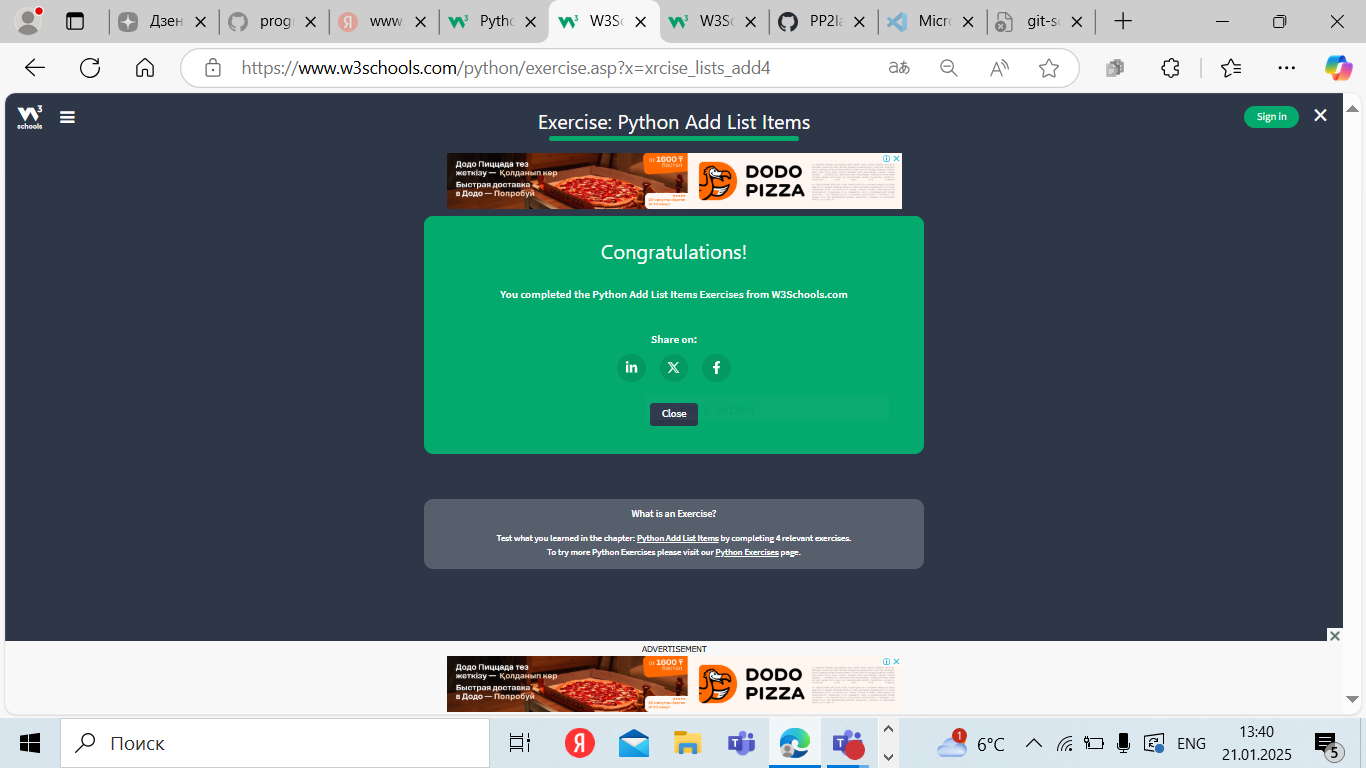 Дзен
prog
www
Pytho
W3Sc
W3Sc
PP2la
Micro
git-sc
https://www.w3schools.com/python/exercise.asp?x=xrcise_lists_add4
schools
Exercise: Python Add List Items
Sign in
Додо Пиццада тез
жеткізу — Қолданып көр
Быстрая доставка
в Додо — Попробуй
от 1600 ₸
DODO
PIZZA
Congratulations!
You completed the Python Add List Items Exercises from W3Schools.com
Share on:
Close
What is an Exercise?
Test what you learned in the chapter: Python Add List Items by completing 4 relevant exercises.
To try more Python Exercises please visit our Python Exercises page.
ADVERTISEMENT
Додо Пиццада тез
жеткізу — Қолданып көр
Быстрая доставка
в Додо — Попробуй
от 1600 ₸
DODO
PIZZA
Поиск
1
6°C
ENG
13:40
21.01.2025
5